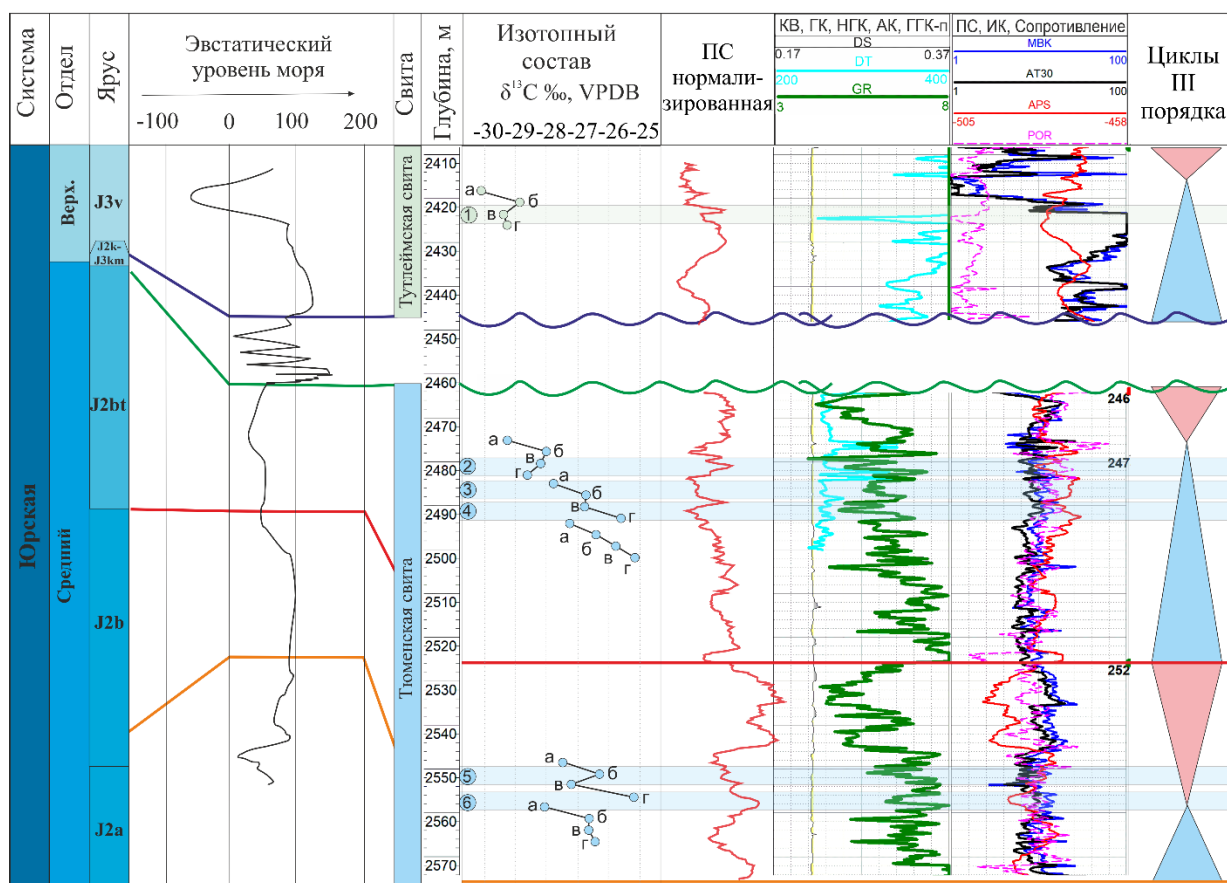 Система
Отдел
Ярус
Эвстатический
уровень моря
-100 0 100 200
Свита
Глубина, м
Изотопный
состав
δ¹³C ‰, VPDB
-30-29-28-27-26-25
ПС
нормали-
зированная
КВ, ГК, НГК, АК, ГГК-п
DS
0.17 0.37
DT
200 400
GR
3 8
ПС, ИК, Сопротивление
МВК
1 100
AT30
1 100
APS
-505 -458
POR
Циклы
III
порядка
Юрская
Верх.
Средний
J3v
J2k-
J3km
J2bt
J2b
J2a
Тутлеймская свита
Тюменская свита
2410
2420
2430
2440
2450
2460
2470
2480
2490
2500
2510
2520
2530
2540
2550
2560
2570
1
2
3
4
5
6
а
б
в
г
а
б
в
г
а
б
в
г
а
б
в
г
а
б
в
г
а
б
в
г
246
247
252